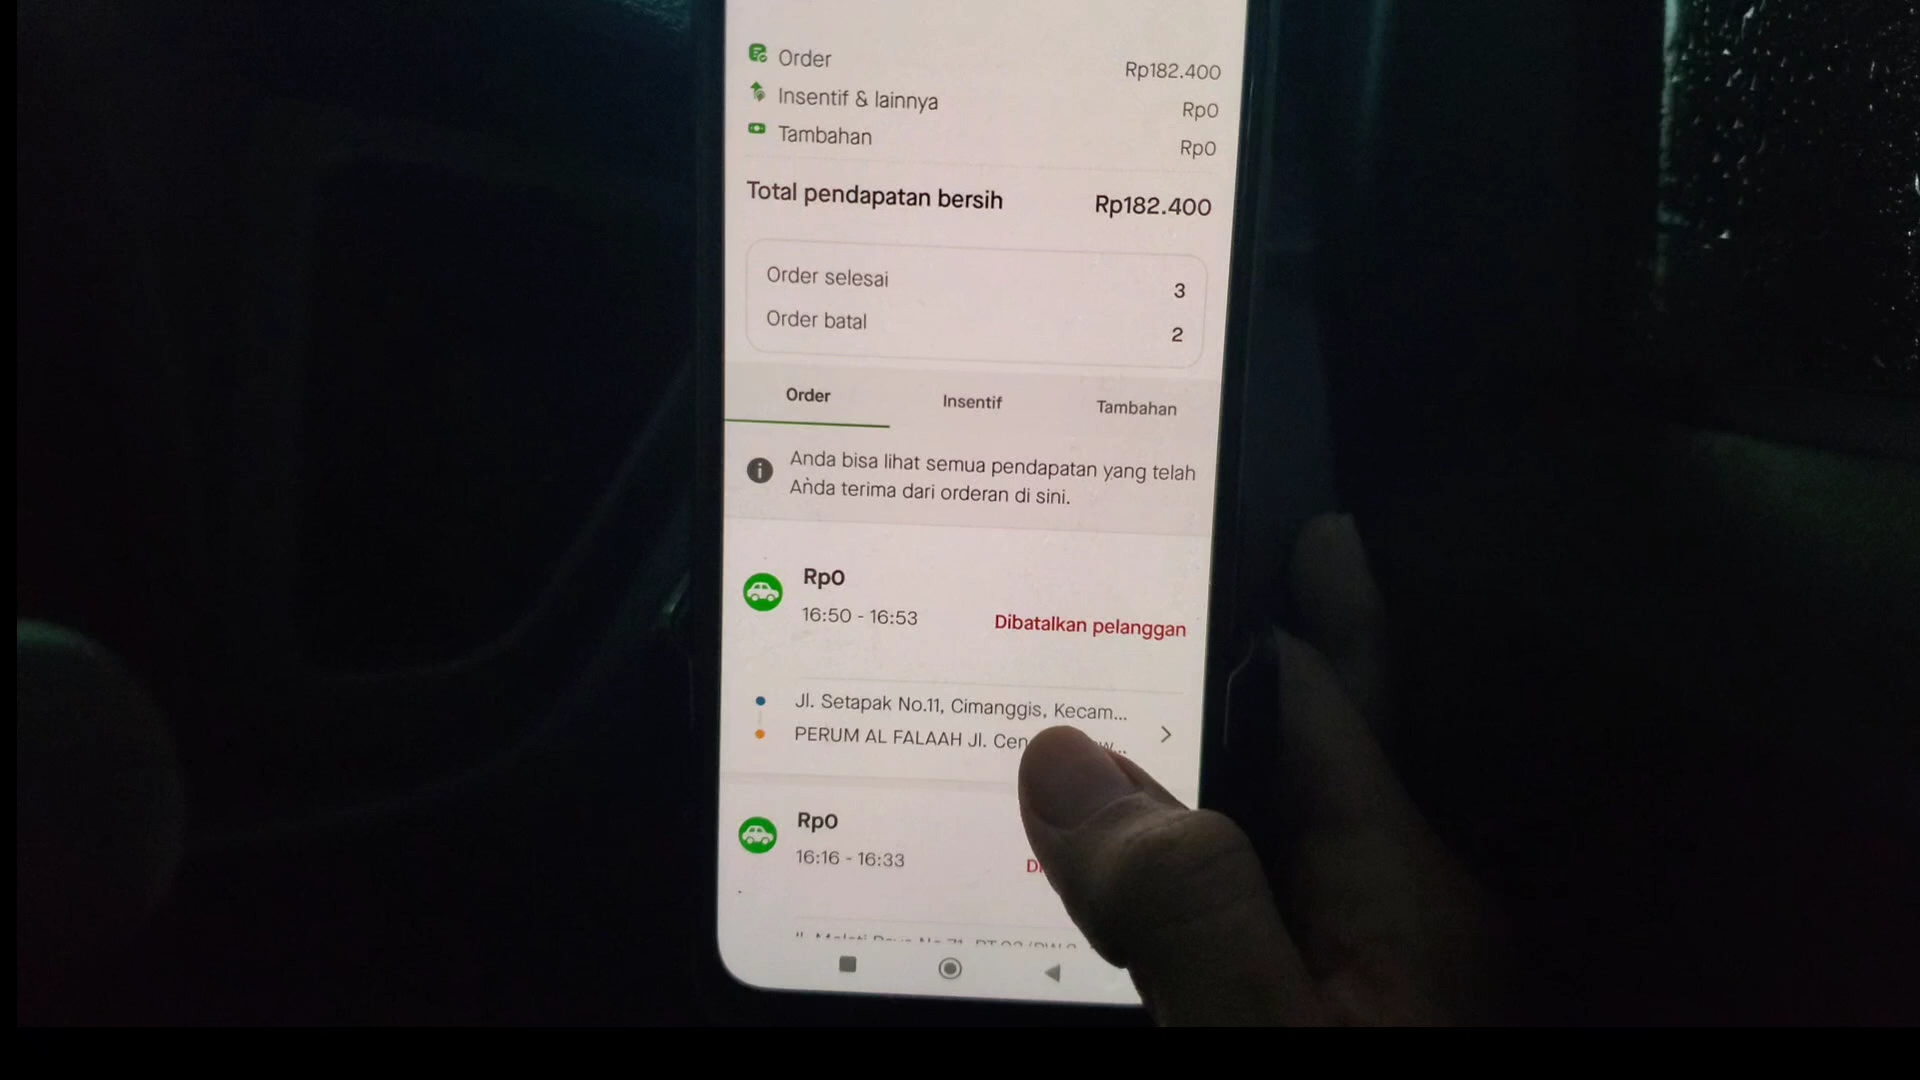 Order Rp182.400
Insentif & lainnya Rp0
Tambahan Rp0
Total pendapatan bersih Rp182.400
Order selesai 3
Order batal 2
Order Insentif Tambahan
Anda bisa lihat semua pendapatan yang telah
Anda terima dari orderan di sini.
Rp0
16:50 - 16:53 Dibatalkan pelanggan
Jl. Setapak No.11, Cimanggis, Kecam...
PERUM AL FALAAH Jl.
Rp0
16:16 - 16:33